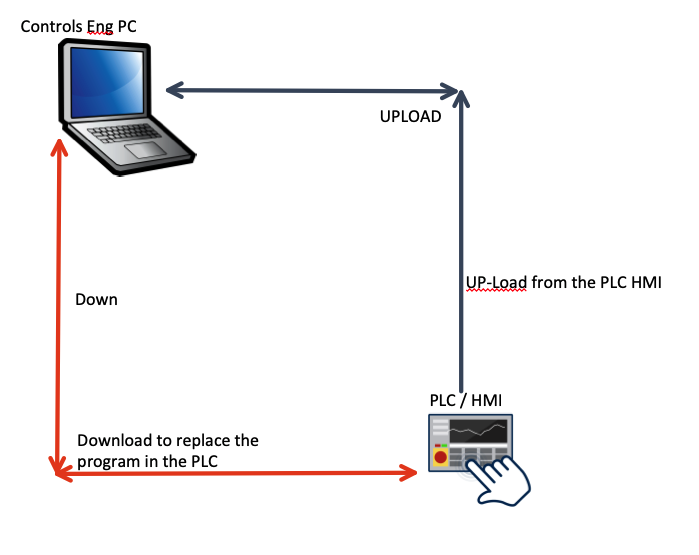 Controls Eng PC
UPLOAD
UP-Load from the PLC HMI
Down
PLC / HMI
Download to replace the
program in the PLC